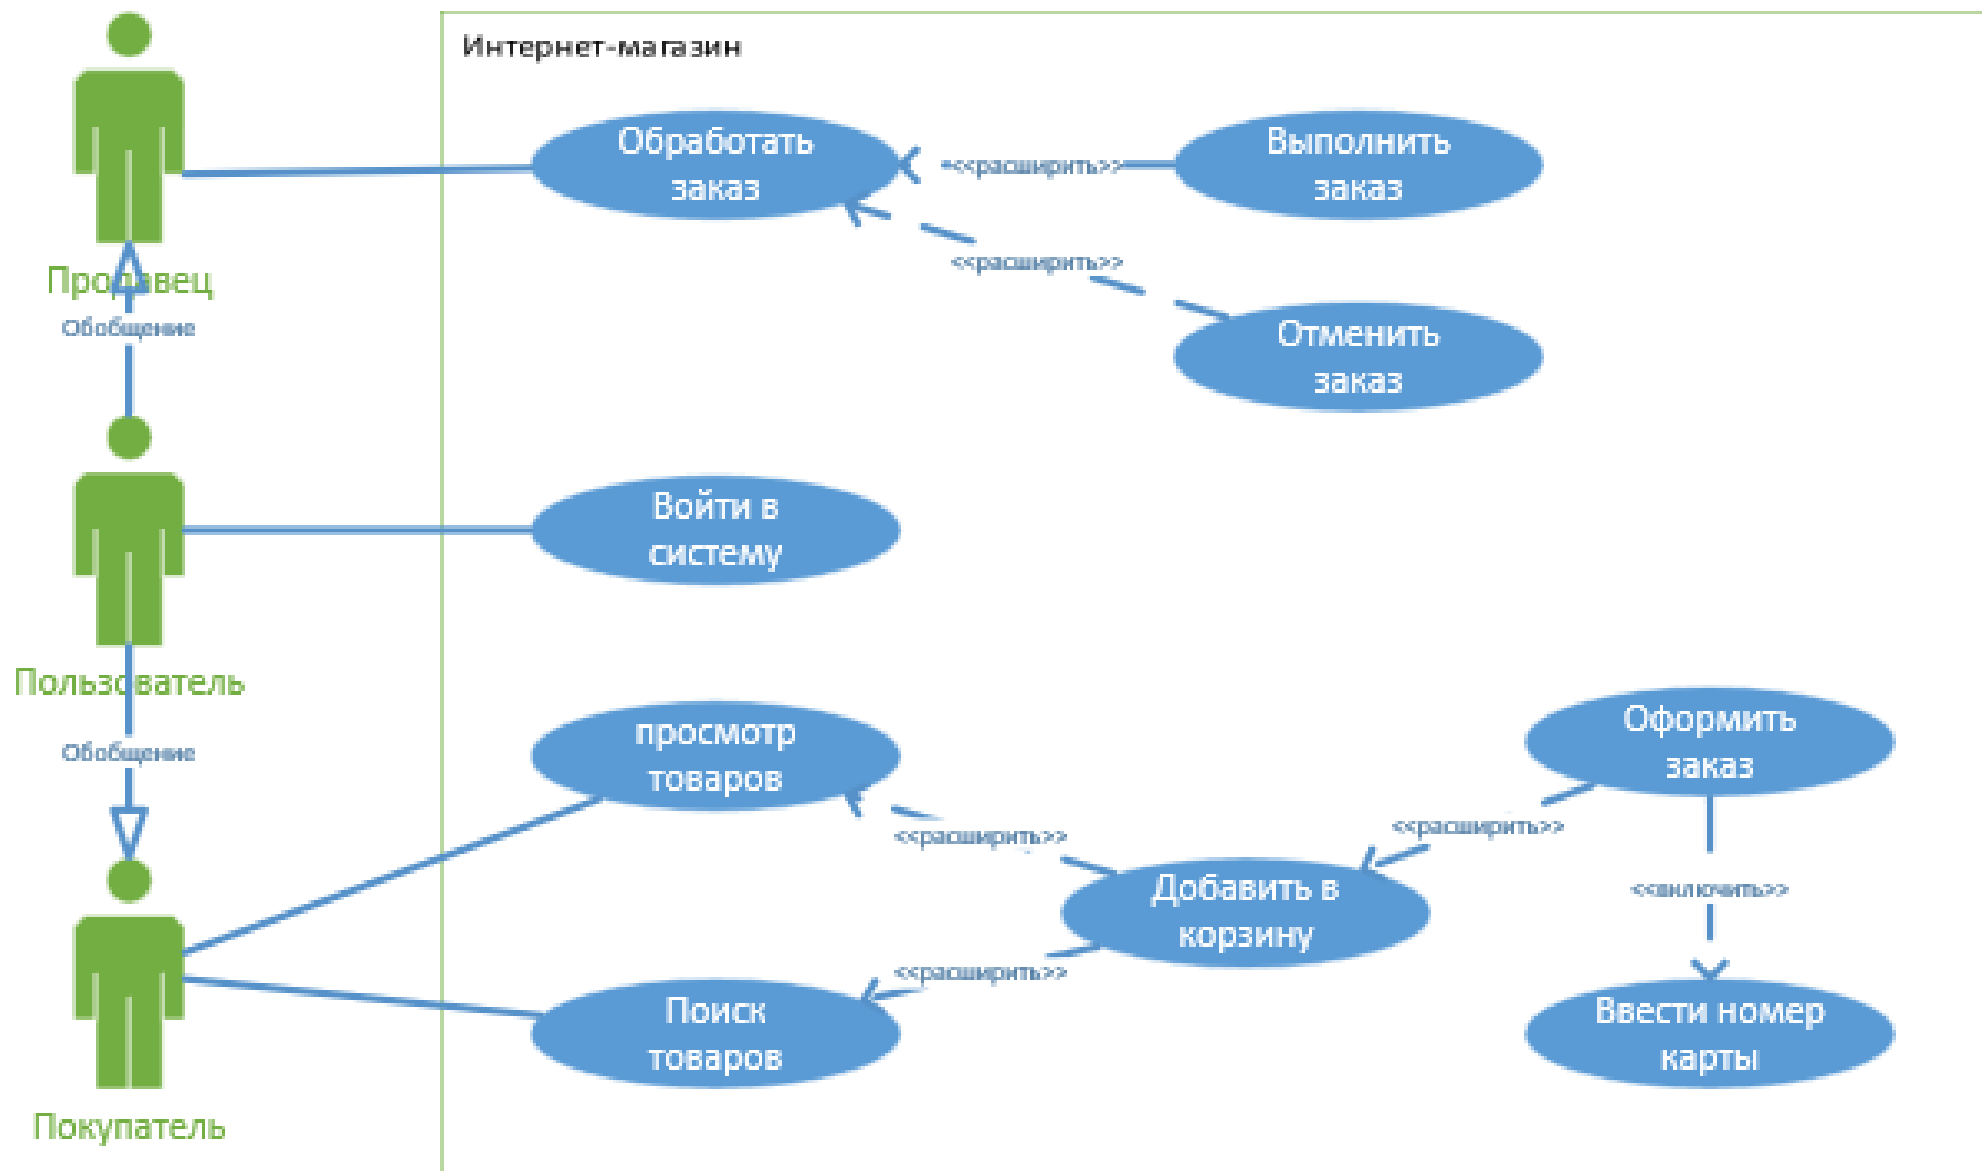 Интернет-магазин
Обработать
заказ
<<расширить>>
Выполнить
заказ
Продавец
Обобщение
<<расширить>>
Отменить
заказ
Войти в
систему
Пользователь
Обобщение
просмотр
товаров
Оформить
заказ
<<расширить>>
<<расширить>>
Добавить в
корзину
<<включить>>
<<расширить>>
Поиск
товаров
Ввести номер
карты
Покупатель